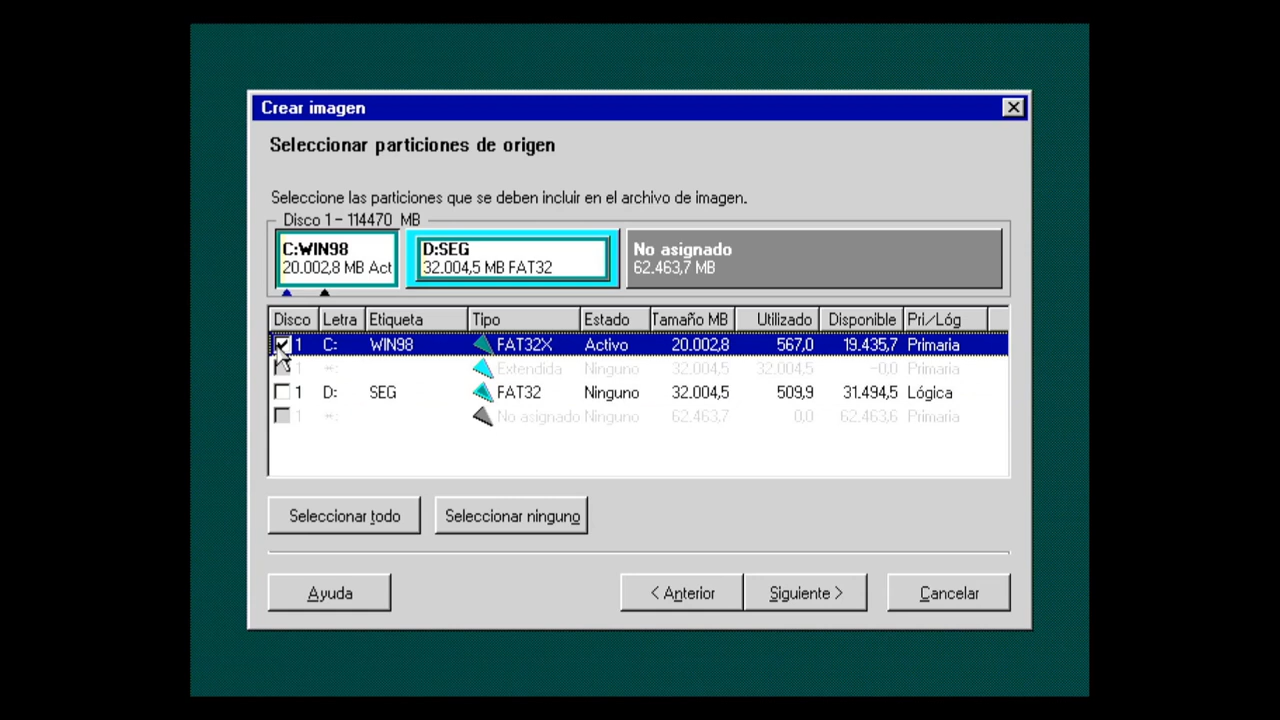 Crear imagen
Seleccionar particiones de origen
Seleccione las particiones que se deben incluir en el archivo de imagen.
Disco 1 - 114470 MB
C:WIN98 D:SEG No asignado
20.002,8 MB Act 32.004,5 MB FAT32 62.463,7 MB
Disco Letra Etiqueta Tipo Estado Tamaño MB Utilizado Disponible Pri/Lóg
1 C: WIN98 FAT32X Activo 20.002,8 567,0 19.435,7 Primaria
1 *: Extendida Ninguno 32.004,5 32.004,5 -0,0 Primaria
1 D: SEG FAT32 Ninguno 32.004,5 509,9 31.494,5 Lógica
1 *: No asignado Ninguno 62.463,7 0,0 62.463,6 Primaria
Seleccionar todo Seleccionar ninguno
Ayuda < Anterior Siguiente > Cancelar